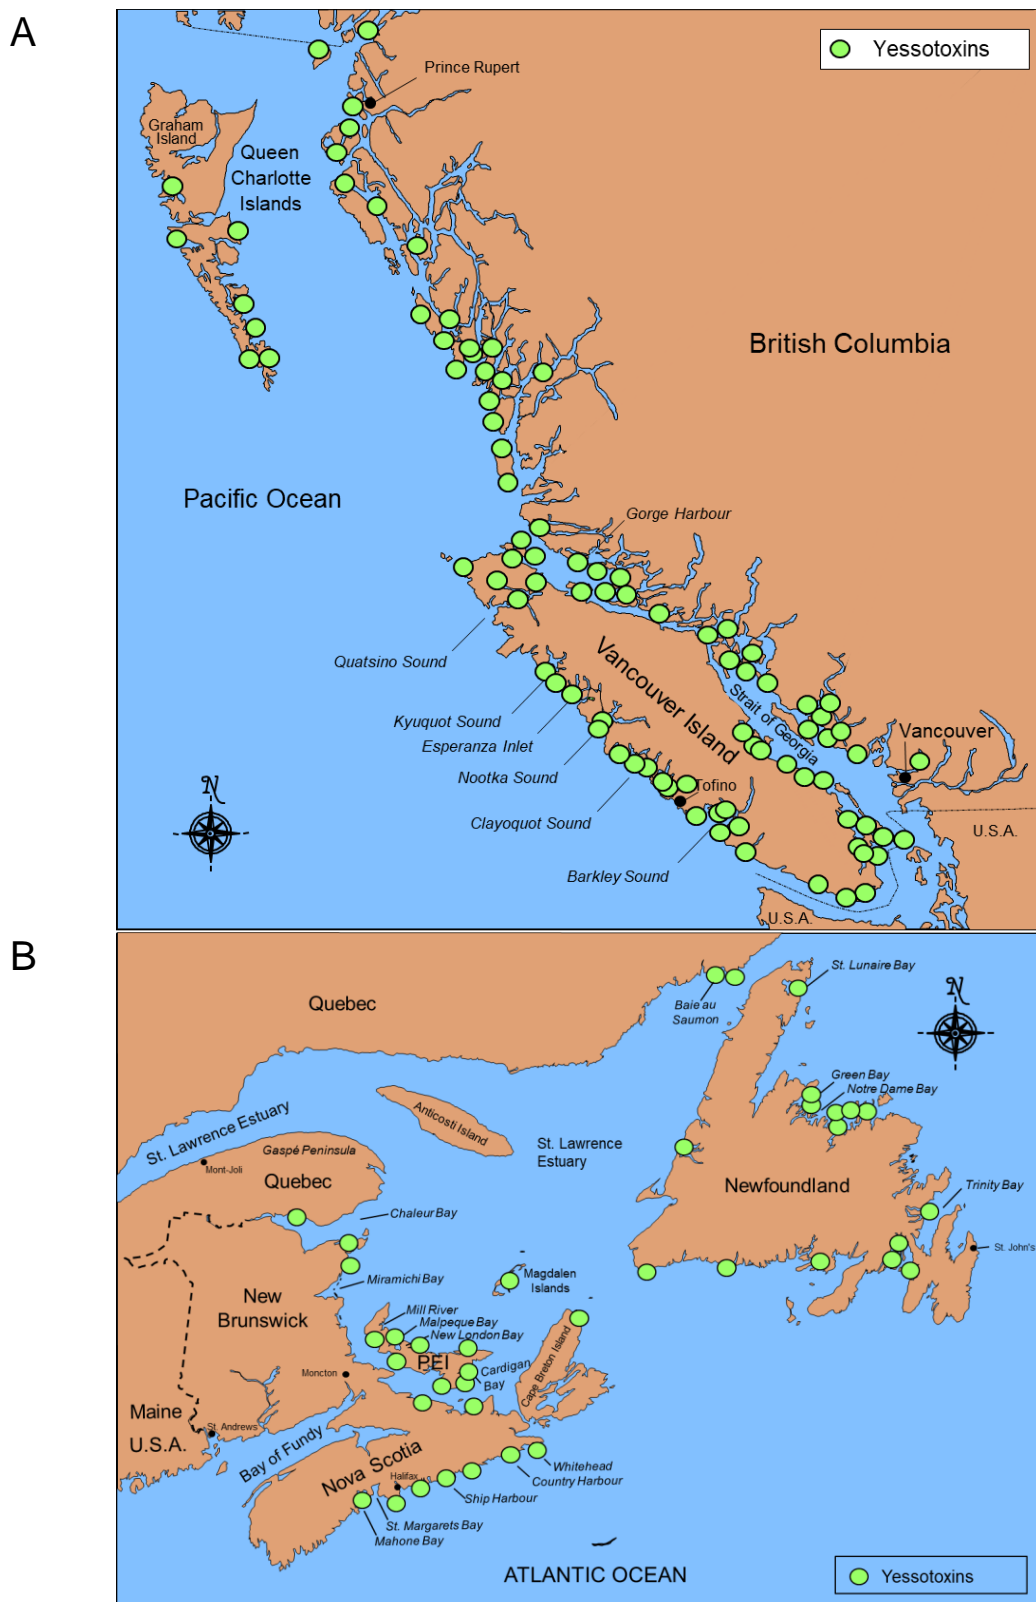 A
Yessotoxins
Prince Rupert
Graham
Island
Queen
Charlotte
Islands
British Columbia
Pacific Ocean
Gorge Harbour
Quatsino Sound
Vancouver Island
Kyuquot Sound
Strait of Georgia
Esperanza Inlet
Vancouver
Nootka Sound
Tofino
N
Clayoquot Sound
U.S.A.
Barkley Sound
U.S.A.
B
St. Lunaire Bay
Quebec
Baie au
Saumon
N
Green Bay
Notre Dame Bay
Anticosti Island
St. Lawrence Estuary
St. Lawrence
Estuary
Gaspé Peninsula
Mont-Joli
Quebec
Newfoundland
Trinity Bay
Chaleur Bay
St. John's
Magdalen
Islands
Miramichi Bay
New
Brunswick
Mill River
Malpeque Bay
New London Bay
PEI
Cardigan
Bay
Cape Breton Island
Moncton
Maine
U.S.A.
St. Andrews
Bay of Fundy
Nova Scotia
Halifax
Whitehead
Country Harbour
Ship Harbour
St. Margarets Bay
Mahone Bay
ATLANTIC OCEAN
Yessotoxins